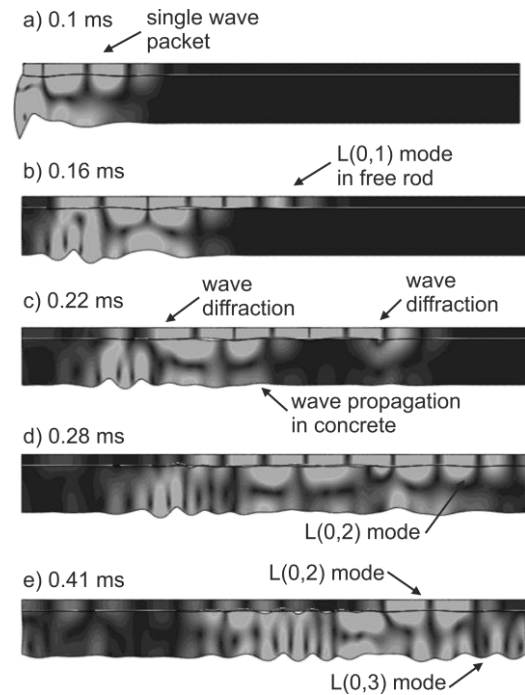 a) 0.1 ms
single wave
packet
b) 0.16 ms
L(0,1) mode
in free rod
c) 0.22 ms
wave
diffraction
wave
diffraction
wave propagation
in concrete
d) 0.28 ms
L(0,2) mode
e) 0.41 ms
L(0,2) mode
L(0,3) mode